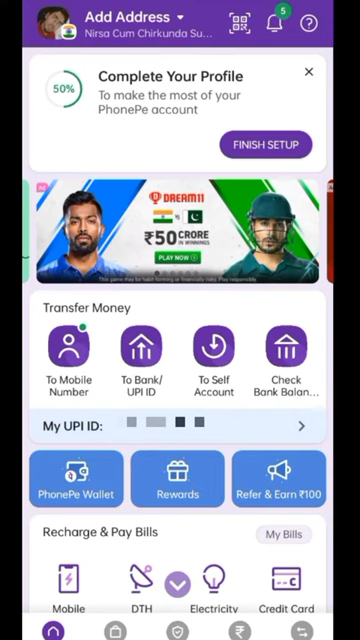 Add Address
5
Nirsa Cum Chirkunda Su...
50%
Complete Your Profile
To make the most of your
PhonePe account
FINISH SETUP
Ad
DREAM11
VS
₹50 CRORE
IN WINNINGS
PLAY NOW
This game may be habit forming or financially risky. Play responsibly
Transfer Money
To Mobile
Number
To Bank/
UPI ID
To Self
Account
Check
Bank Balan...
My UPI ID:
PhonePe Wallet
Rewards
Refer & Earn ₹100
Recharge & Pay Bills
My Bills
Mobile
DTH
Electricity
Credit Card